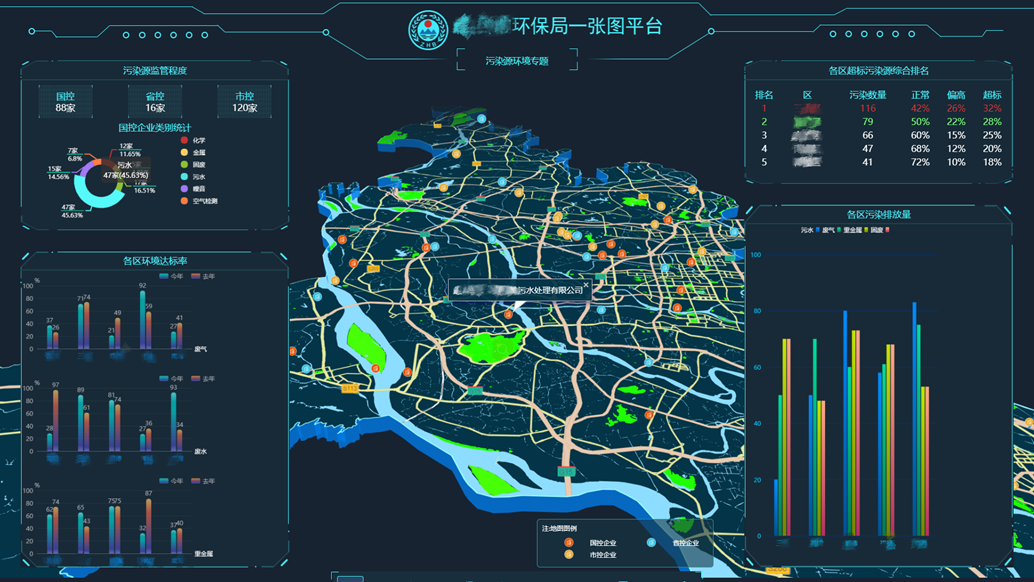 环保局一张图平台
ZHB
污染源环境专题
污染源监管程度
国控 省控 市控
88家 16家 120家
国控企业类别统计
化学
金属
固废
污水
噪音
空气检测
12家
11.65%
7家
6.8%
15家
14.56%
污水
47家(45.63%)
17家
16.51%
47家
45.63%
各区环境达标率
今年 去年
%
100
80
60
40
20
0
37 26 71 74 21 49 92 59 27 41
废气
今年 去年
%
100
80
60
40
20
0
28 97 89 61 81 74 27 36 93 34
废水
今年 去年
%
100
80
60
40
20
0
62 74 65 43 75 75 32 87 37 40
重金属
污水处理有限公司
×
注:地图图例
国控企业 省控企业
市控企业
各区超标污染源综合排名
排名 区 污染数量 正常 偏高 超标
1 116 42% 26% 32%
2 79 50% 22% 28%
3 66 60% 15% 25%
4 47 68% 12% 20%
5 41 72% 10% 18%
各区污染排放量
污水 废气 重金属 固废
100
80
60
40
20
0